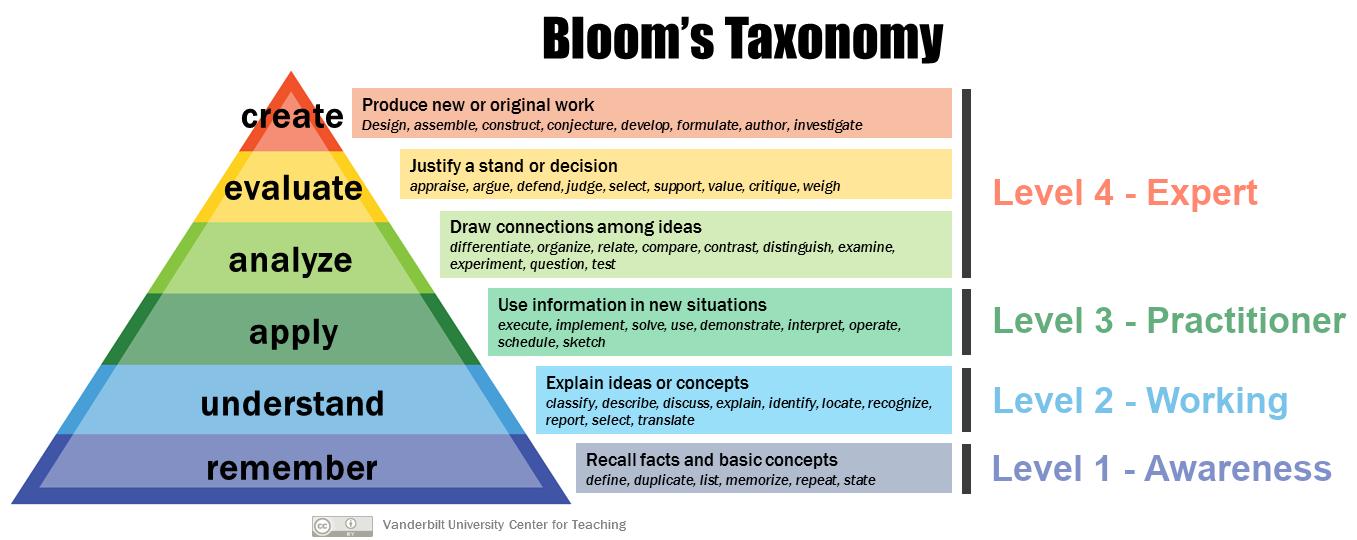 Bloom's Taxonomy
create
Produce new or original work
Design, assemble, construct, conjecture, develop, formulate, author, investigate
evaluate
Justify a stand or decision
appraise, argue, defend, judge, select, support, value, critique, weigh
Level 4 - Expert
analyze
Draw connections among ideas
differentiate, organize, relate, compare, contrast, distinguish, examine,
experiment, question, test
apply
Use information in new situations
execute, implement, solve, use, demonstrate, interpret, operate,
schedule, sketch
Level 3 - Practitioner
understand
Explain ideas or concepts
classify, describe, discuss, explain, identify, locate, recognize,
report, select, translate
Level 2 - Working
remember
Recall facts and basic concepts
define, duplicate, list, memorize, repeat, state
Level 1 - Awareness
cc BY Vanderbilt University Center for Teaching